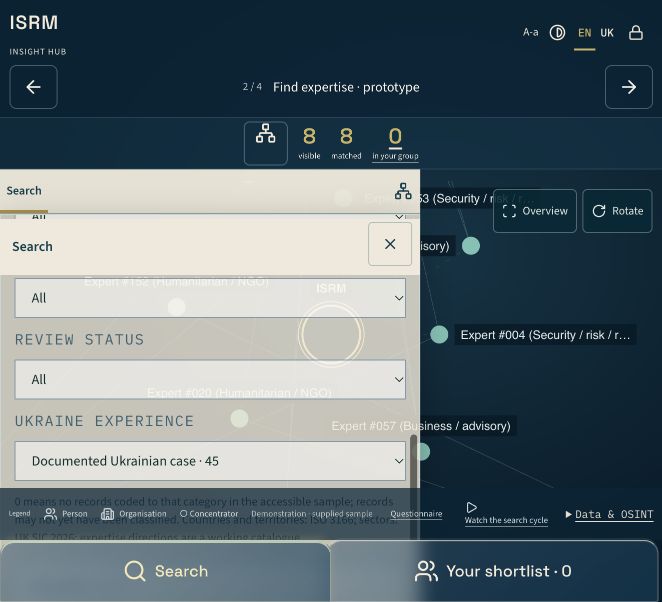 ISRM
INSIGHT HUB
A-a
EN UK
2 / 4 Find expertise · prototype
8 8 0
visible matched in your group
Search
All
Overview Rotate
Search
Expert #152 (Humanitarian / NGO)
ISRM
All
Expert #004 (Security / risk / r…
REVIEW STATUS
All
Expert #020 (Humanitarian / NGO)
UKRAINE EXPERIENCE
Expert #057 (Business / advisory)
Documented Ukrainian case · 45
0 means no records coded to that category in the accessible sample; records
may not yet have been classified. Countries and territories: ISO 3166; sectors:
UK SIC 2026; expertise directions are a working catalogue.
Legend Person Organisation Concentrator Demonstration · supplied sample Questionnaire
Watch the search cycle
Data & OSINT
Search
Your shortlist · 0